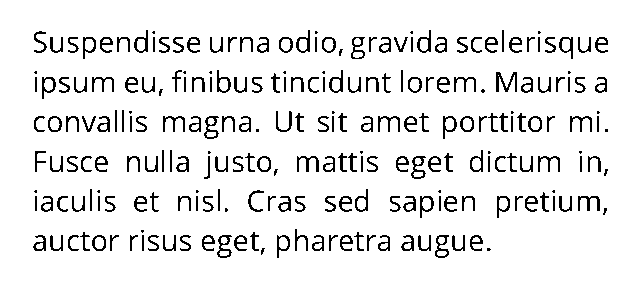 Suspendisse urna odio, gravida scelerisque
ipsum eu, finibus tincidunt lorem. Mauris a
convallis magna. Ut sit amet porttitor mi.
Fusce nulla justo, mattis eget dictum in,
iaculis et nisl. Cras sed sapien pretium,
auctor risus eget, pharetra augue.